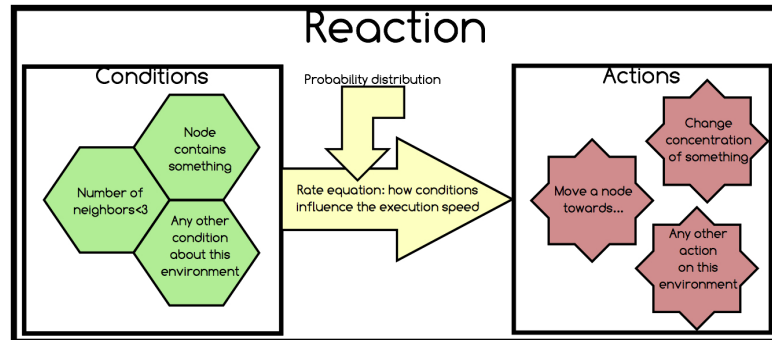 Reaction
Conditions
Node
contains
something
Number of
neighbors<3
Any other
condition
about this
environment
Probability distribution
Rate equation: how conditions
influence the execution speed
Actions
Change
concentration
of something
Move a node
towards...
Any other
action
on this
environment